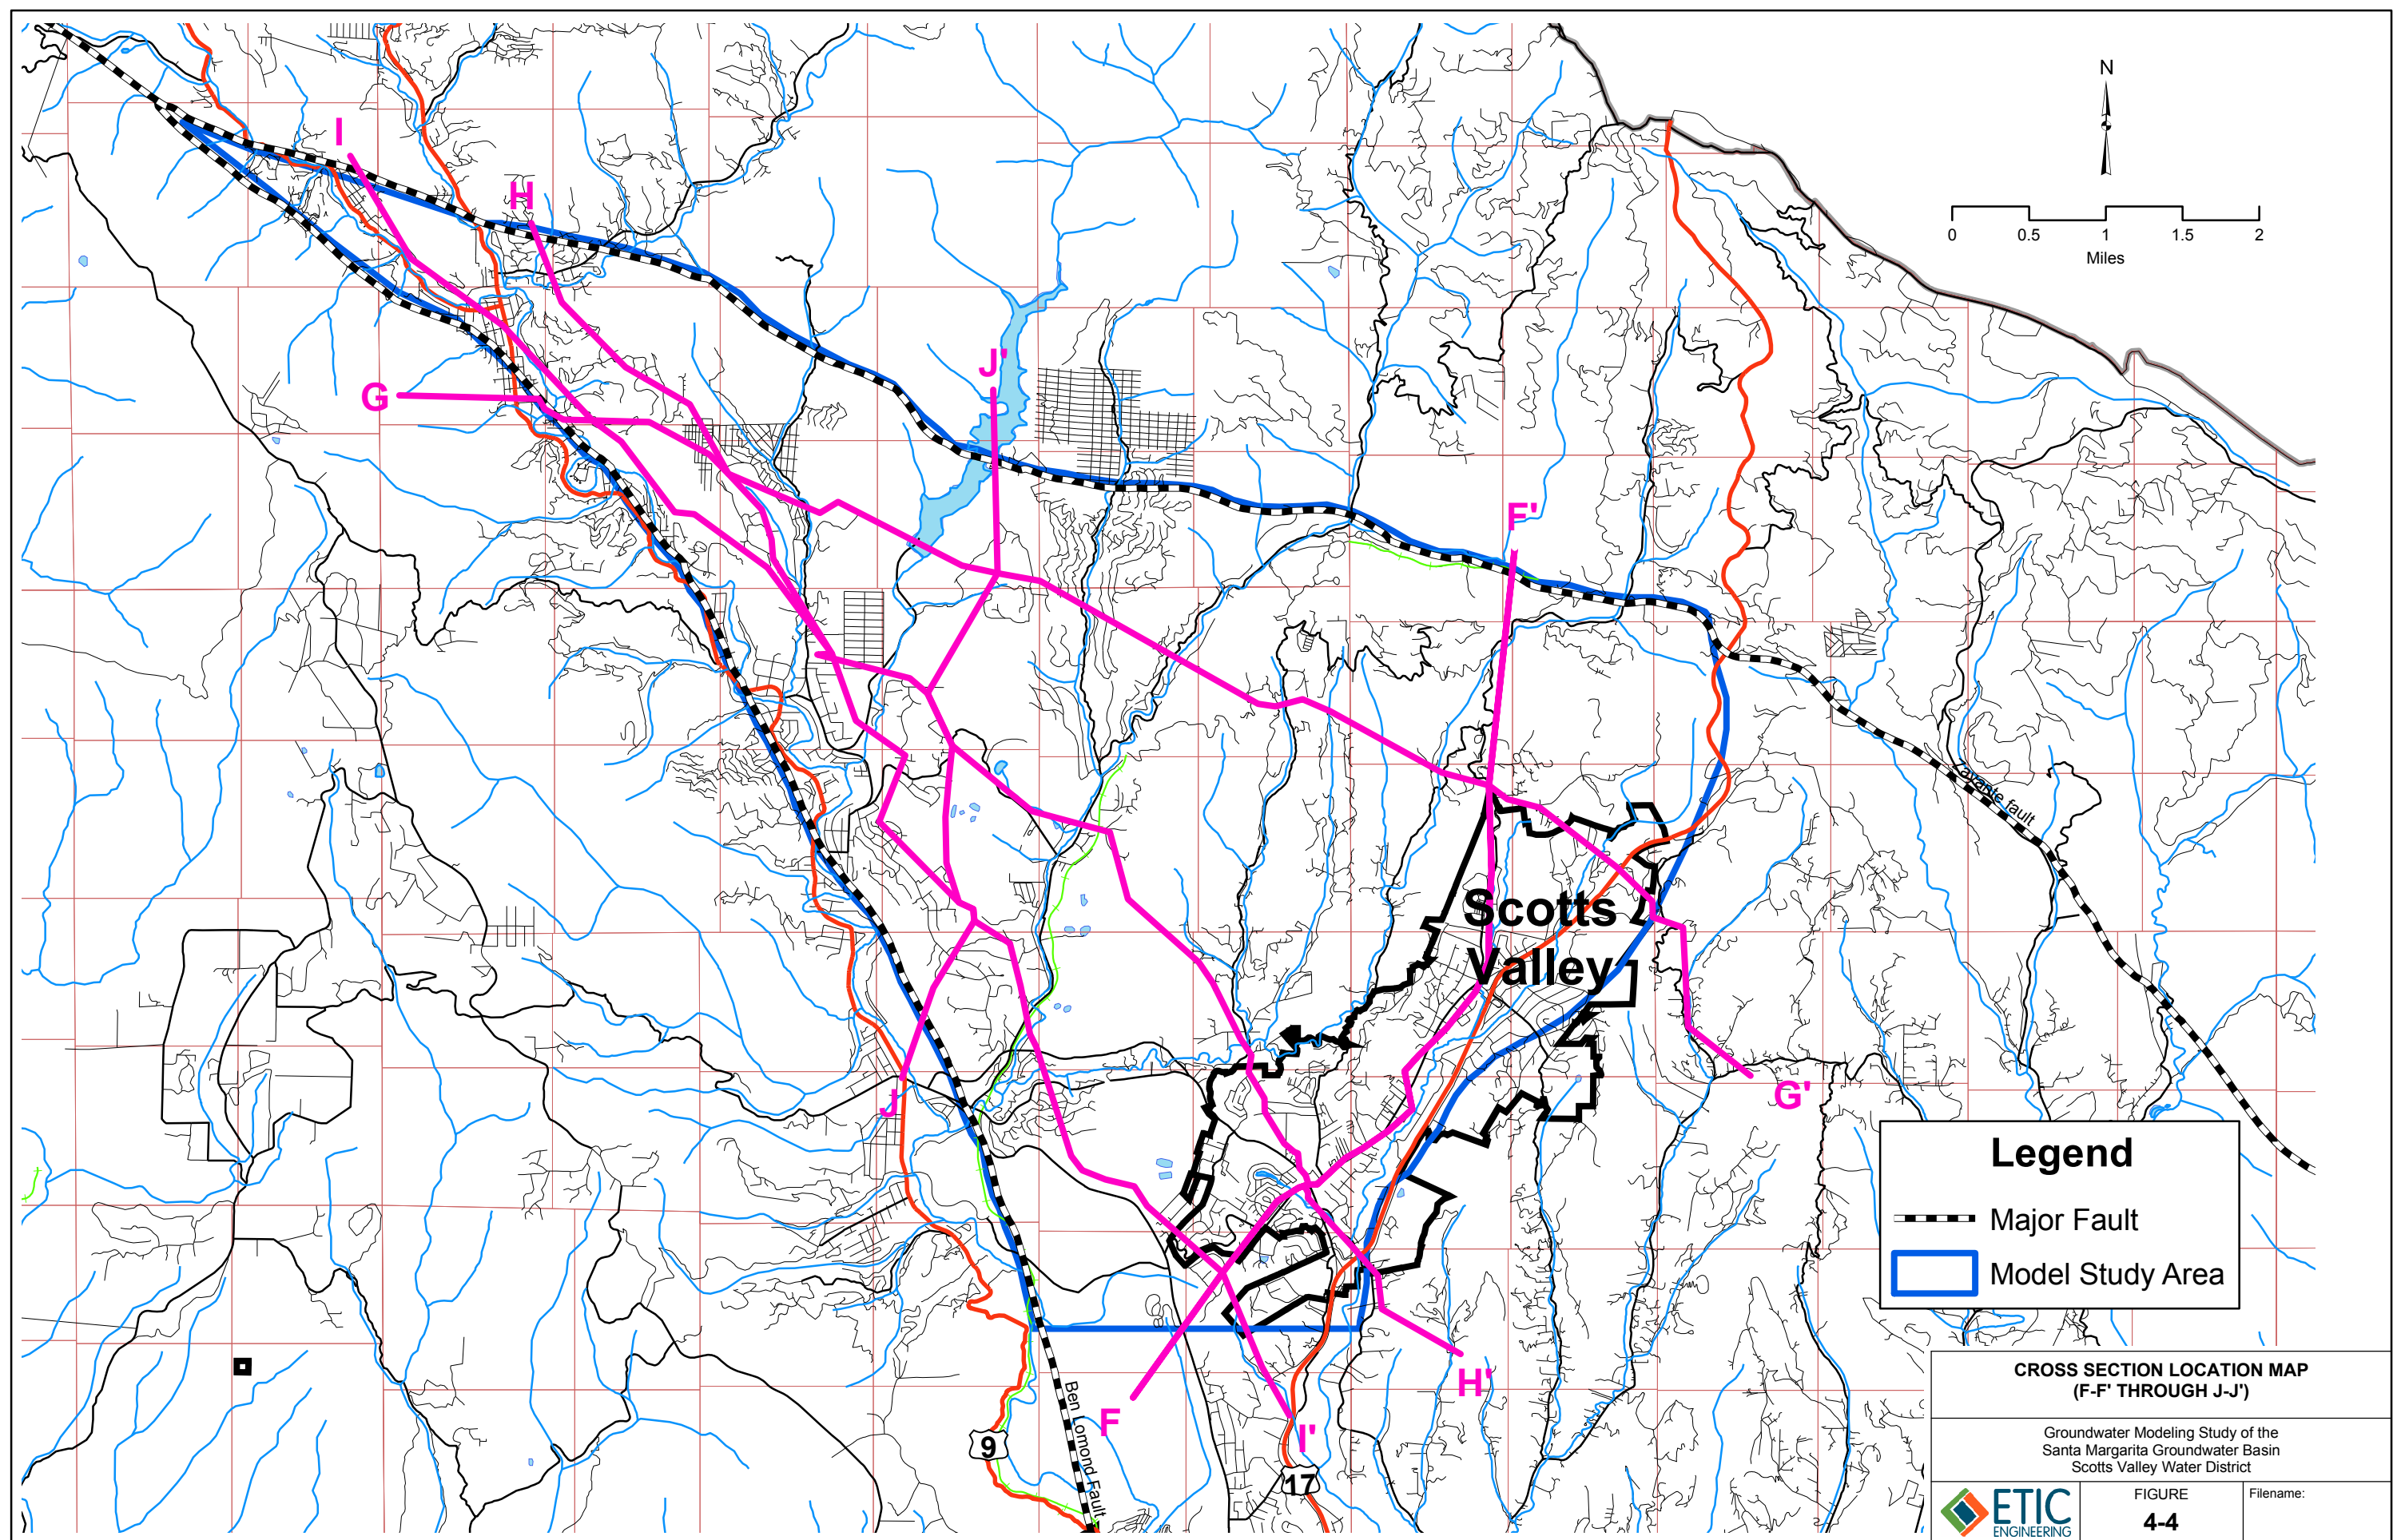 N
0 0.5 1 1.5 2
Miles
I
H
J'
G
F'
Zayante fault
Scotts
Valley
J
G'
Legend
Major Fault
Model Study Area
H'
F
I'
9
17
Ben Lomond Fault
CROSS SECTION LOCATION MAP
(F-F' THROUGH J-J')
Groundwater Modeling Study of the
Santa Margarita Groundwater Basin
Scotts Valley Water District
ETIC
ENGINEERING
FIGURE
4-4
Filename: